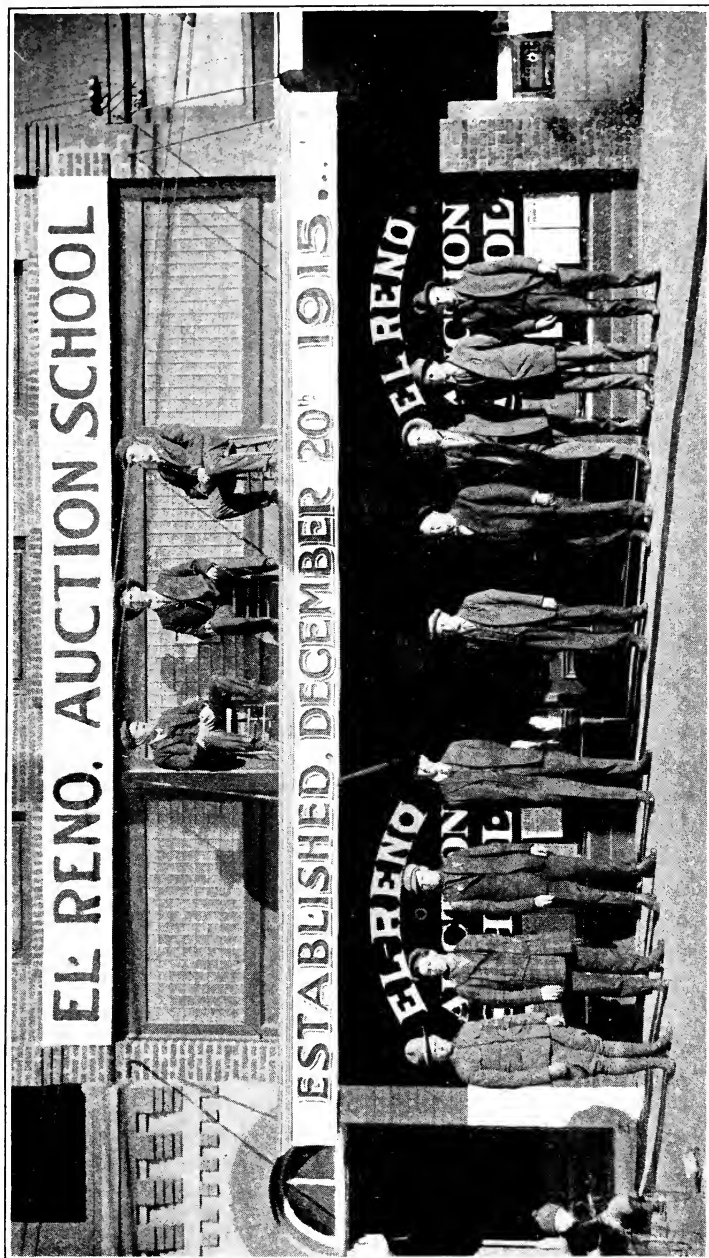 EL RENO. AUCTION SCHOOL
ESTABLISHED, DECEMBER 20th 1915...
EL RENO
EL RENO